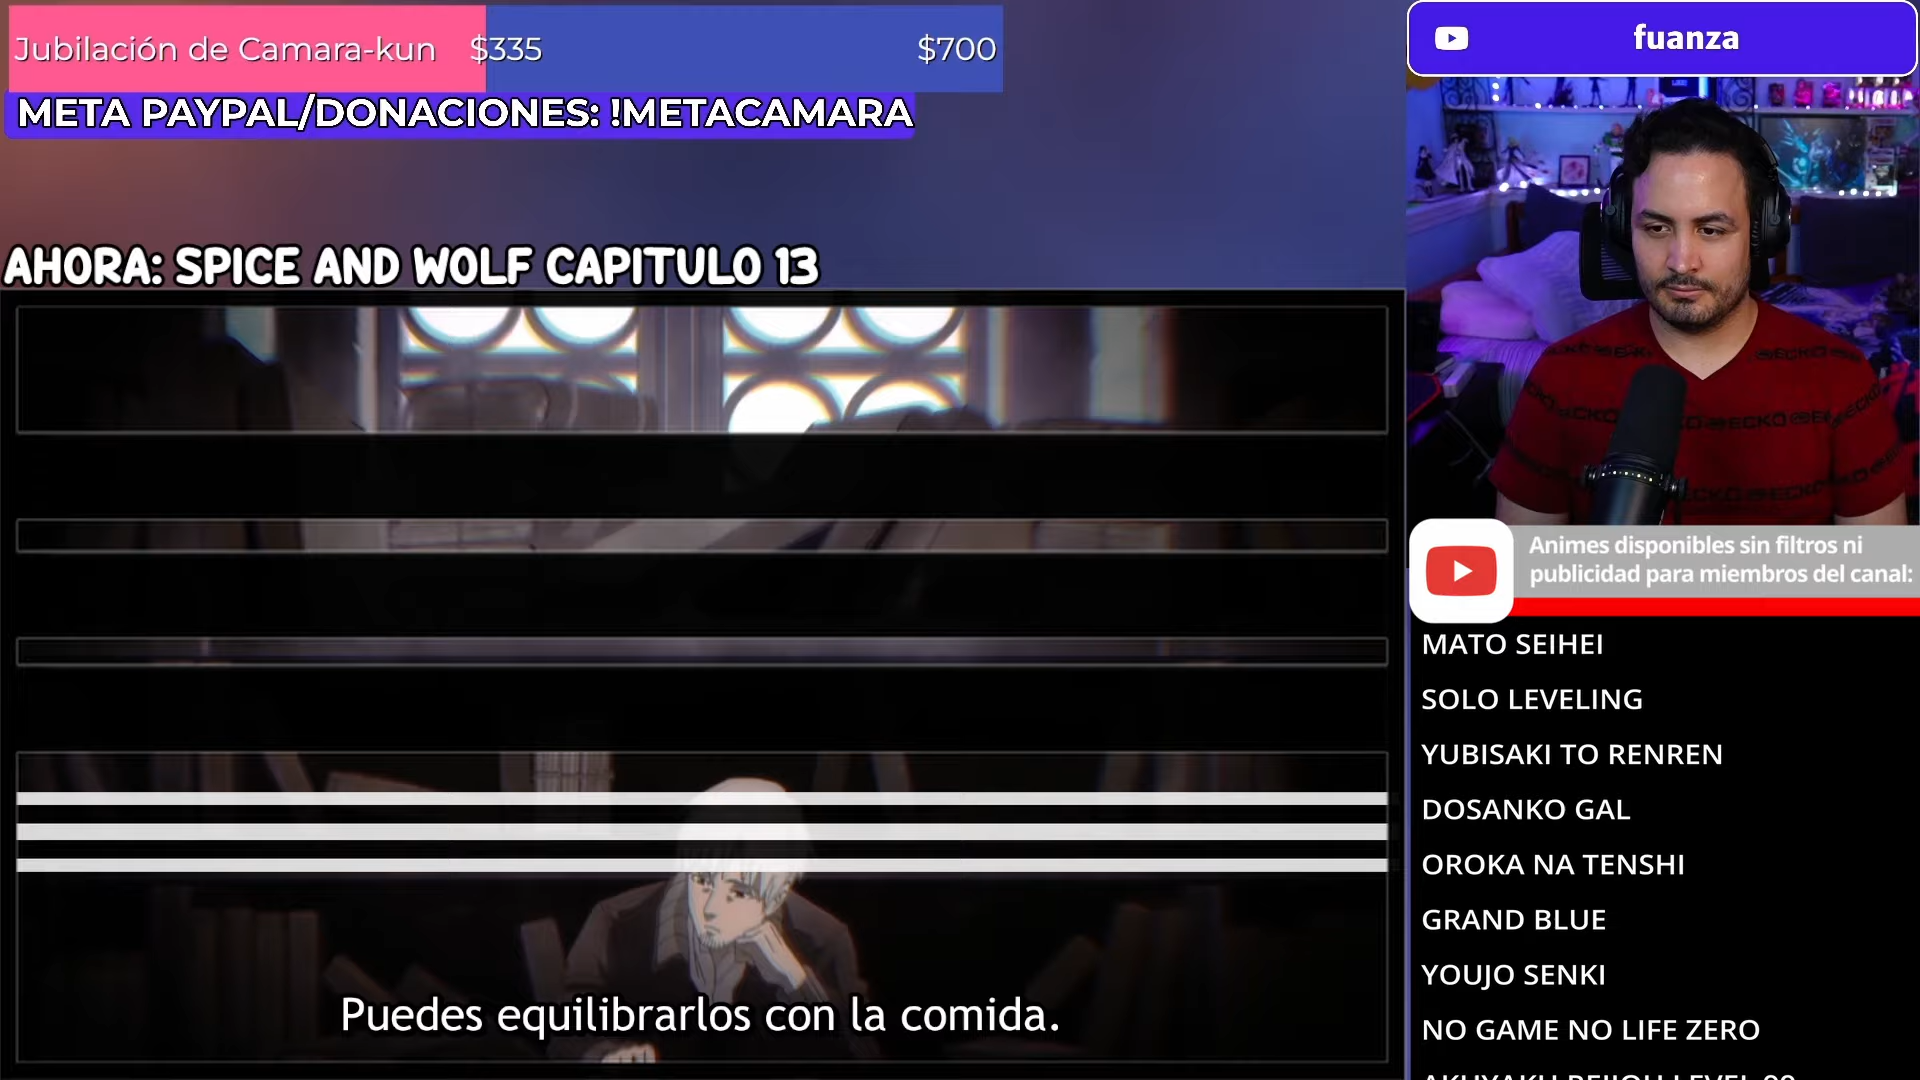 Jubilación de Camara-kun $335 $700
META PAYPAL/DONACIONES: !METACAMARA
AHORA: SPICE AND WOLF CAPITULO 13
Puedes equilibrarlos con la comida.
fuanza
Animes disponibles sin filtros ni
publicidad para miembros del canal:
MATO SEIHEI
SOLO LEVELING
YUBISAKI TO RENREN
DOSANKO GAL
OROKA NA TENSHI
GRAND BLUE
YOUJO SENKI
NO GAME NO LIFE ZERO